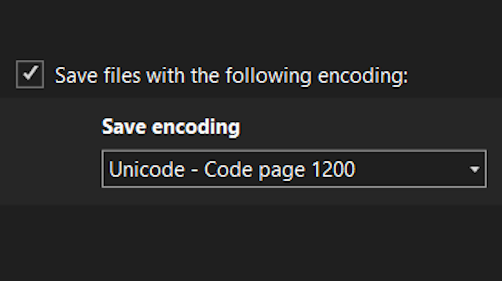 Save files with the following encoding:
Save encoding
Unicode - Code page 1200